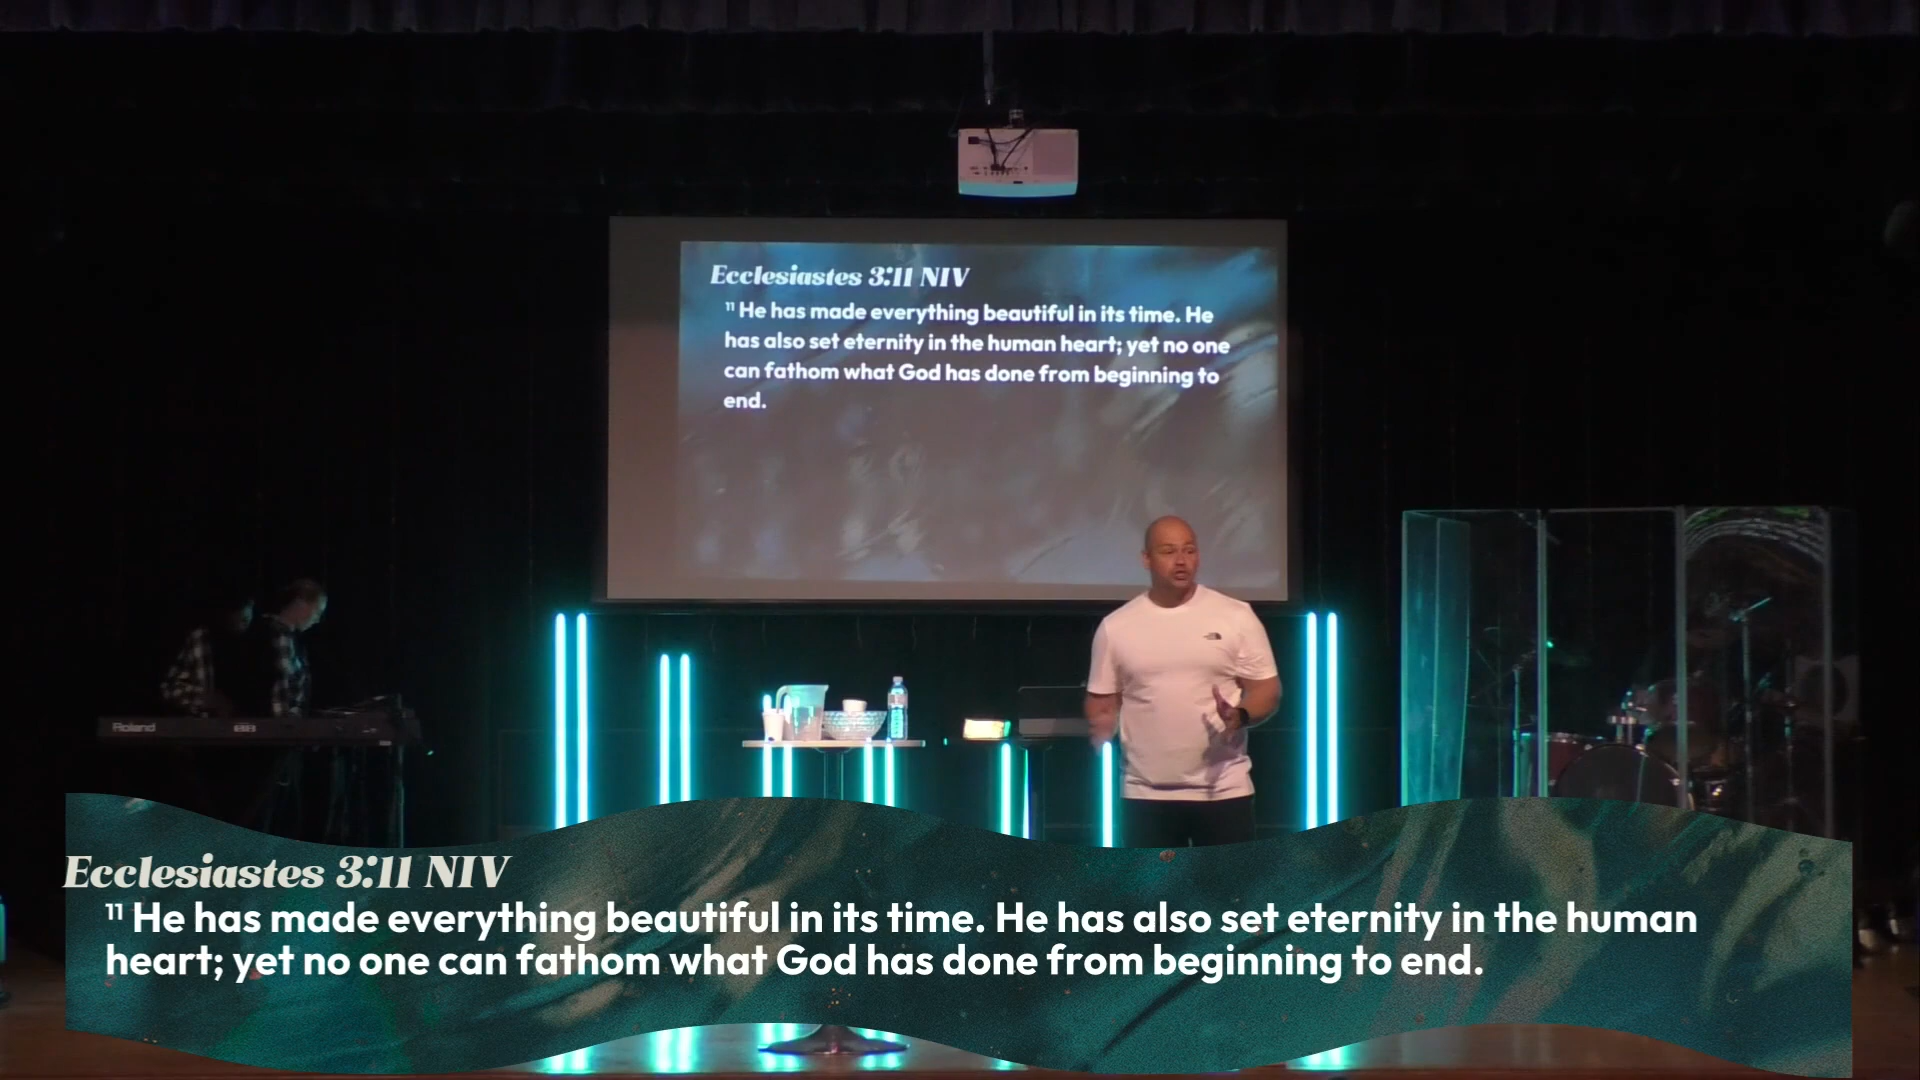 Ecclesiastes 3:11 NIV
¹¹ He has made everything beautiful in its time. He
has also set eternity in the human heart; yet no one
can fathom what God has done from beginning to
end.
Roland
Ecclesiastes 3:11 NIV
¹¹ He has made everything beautiful in its time. He has also set eternity in the human
heart; yet no one can fathom what God has done from beginning to end.